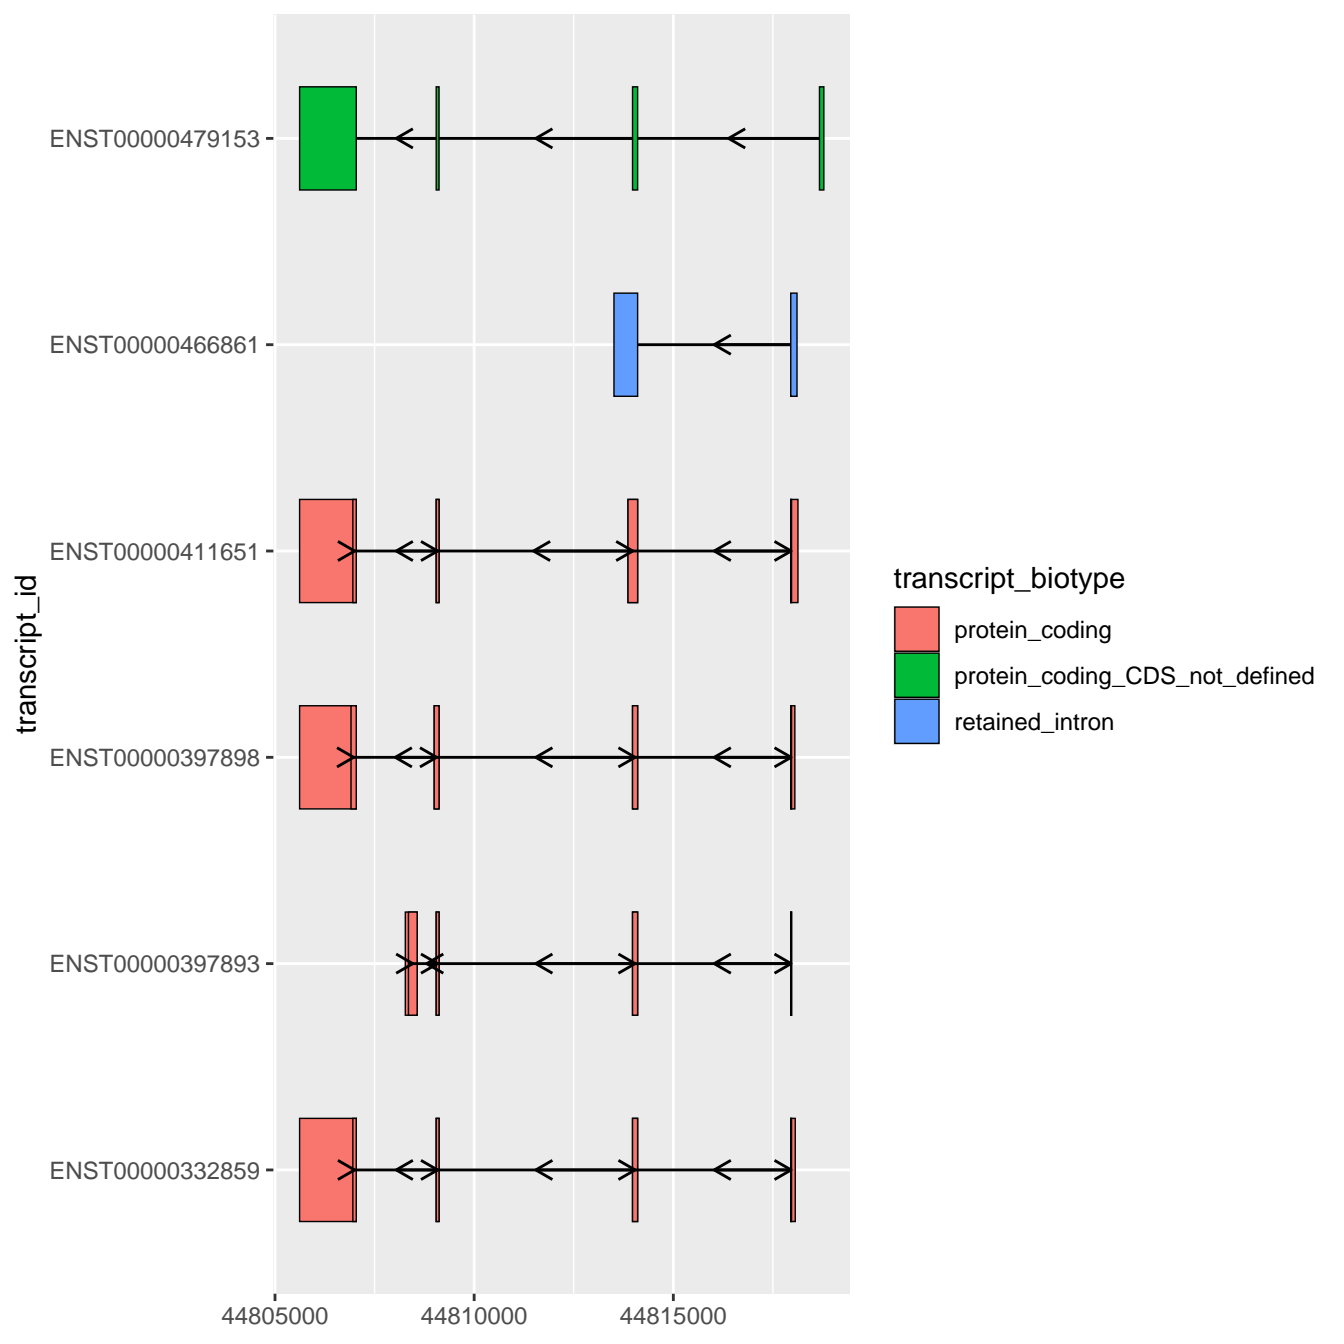 ENST00000479153
ENST00000466861
ENST00000411651
ENST00000397898
ENST00000397893
ENST00000332859
transcript_id
44805000
44810000
44815000
transcript_biotype
protein_coding
protein_coding_CDS_not_defined
retained_intron